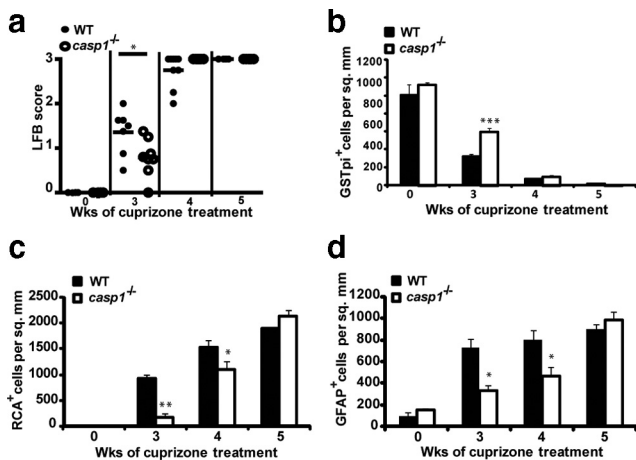 a
WT
casp1-/-
*
LFB score
3
2
1
0
0 3 4 5
Wks of cuprizone treatment
b
WT
casp1-/-
GSTpi+cells per sq. mm
1000
800
600
400
200
0
***
0 3 4 5
Wks of cuprizone treatment
c
WT
casp1-/-
RCA+cells per sq. mm
2500
2000
1500
1000
500
0
**
*
0 3 4 5
Wks of cuprizone treatment
d
WT
casp1-/-
GFAP+cells per sq. mm
1200
1000
800
600
400
200
0
*
*
0 3 4 5
Wks of cuprizone treatment